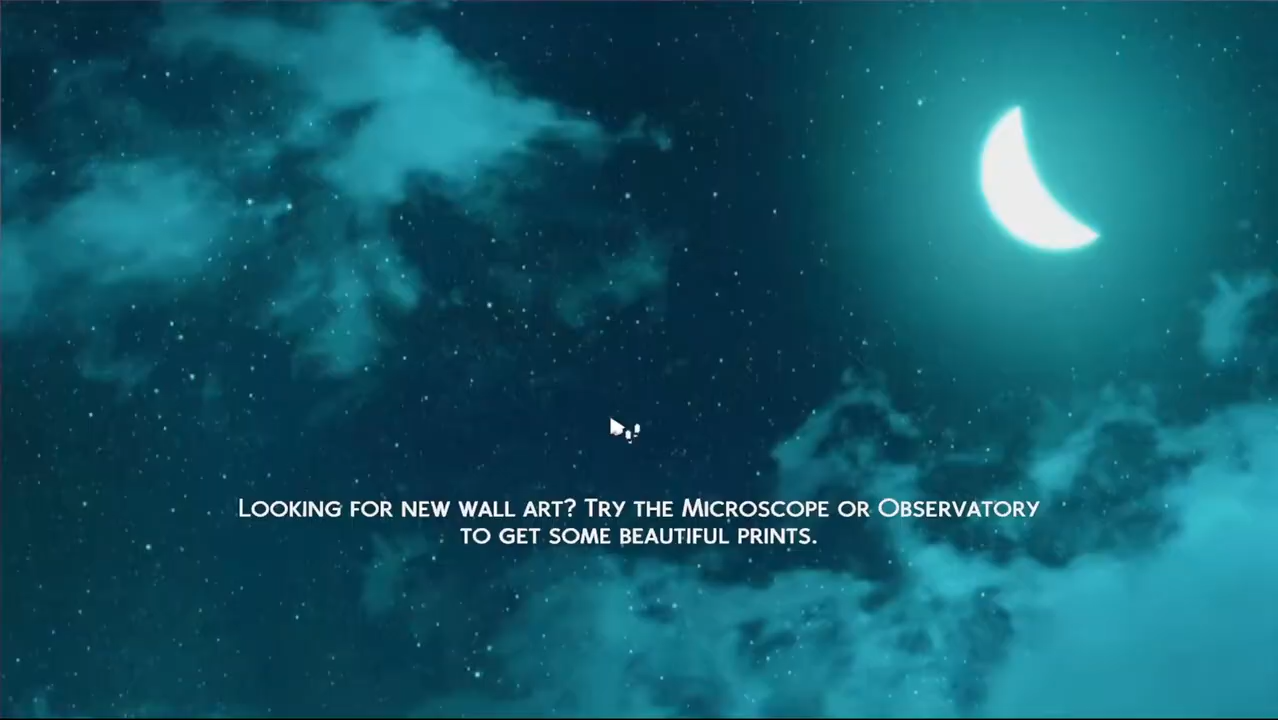 Looking for new wall art? Try the Microscope or Observatory
to get some beautiful prints.